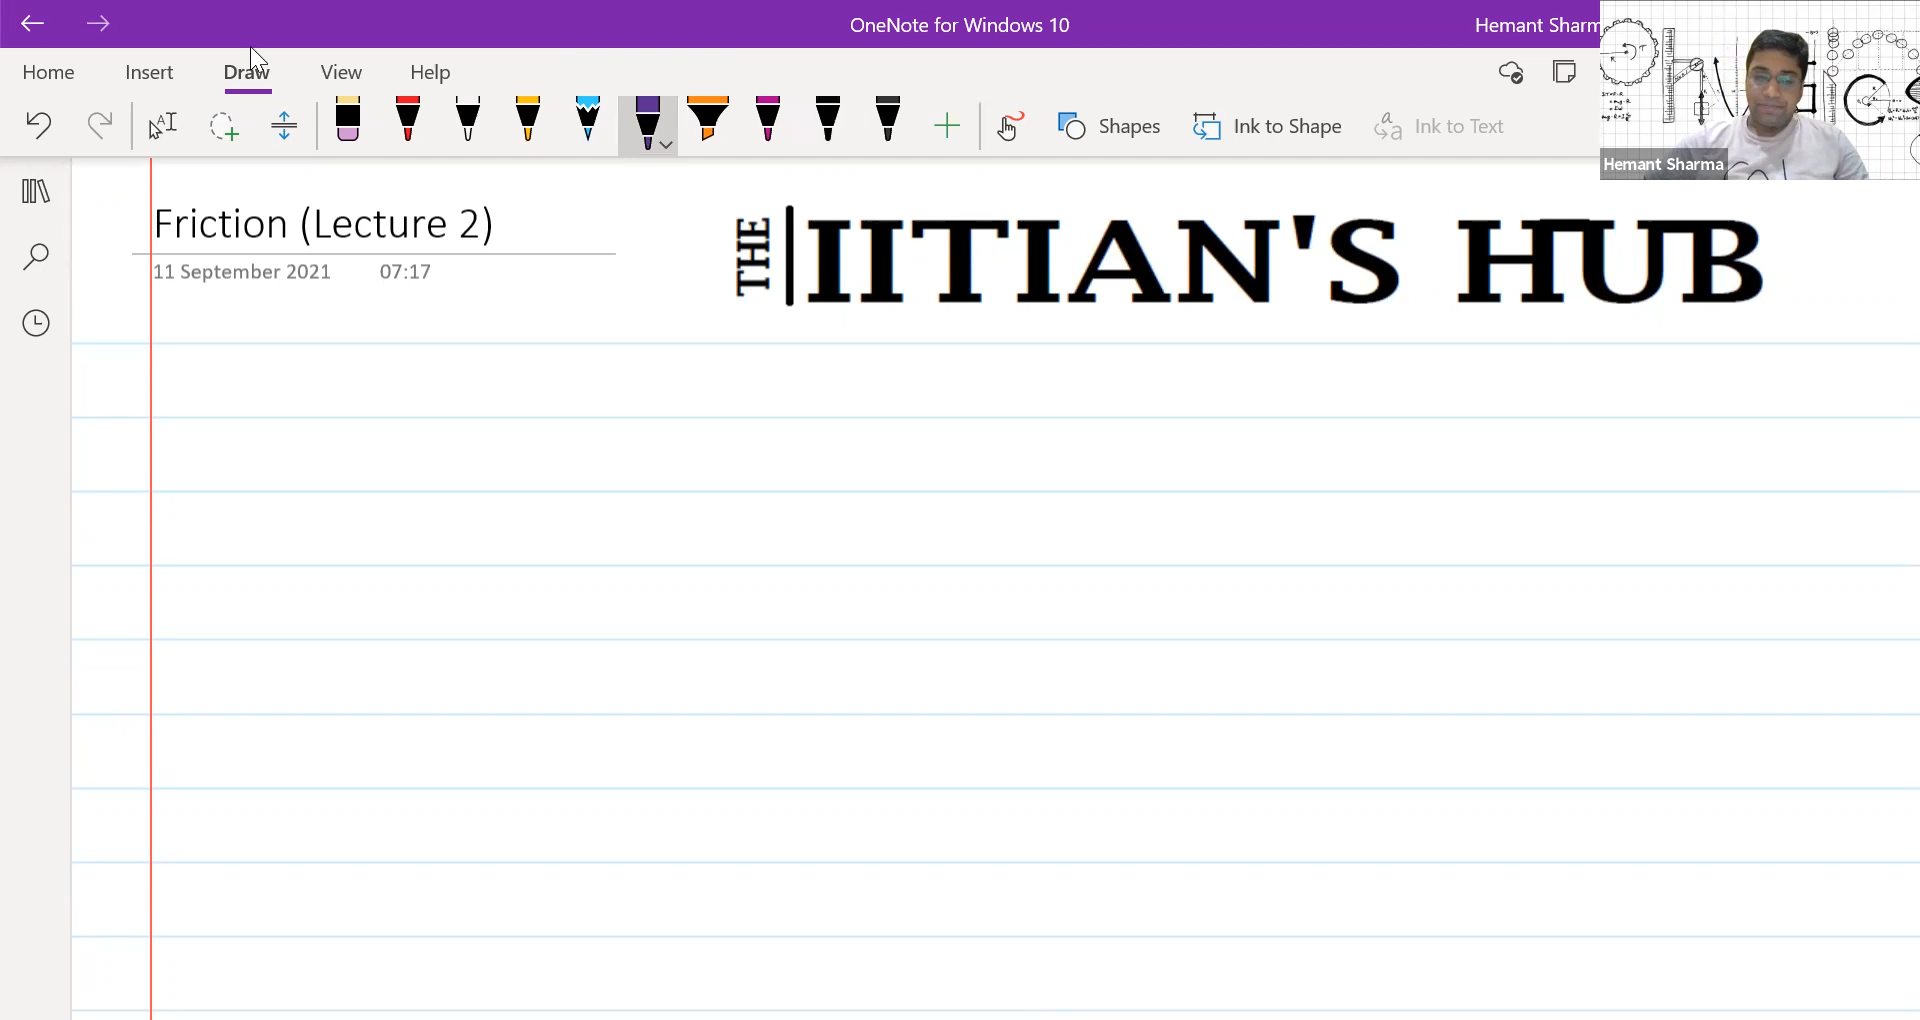 OneNote for Windows 10
Hemant Sharm
Home Insert Draw View Help
Shapes Ink to Shape Ink to Text
Hemant Sharma
Friction (Lecture 2)
11 September 2021 07:17
THE IITIAN'S HUB